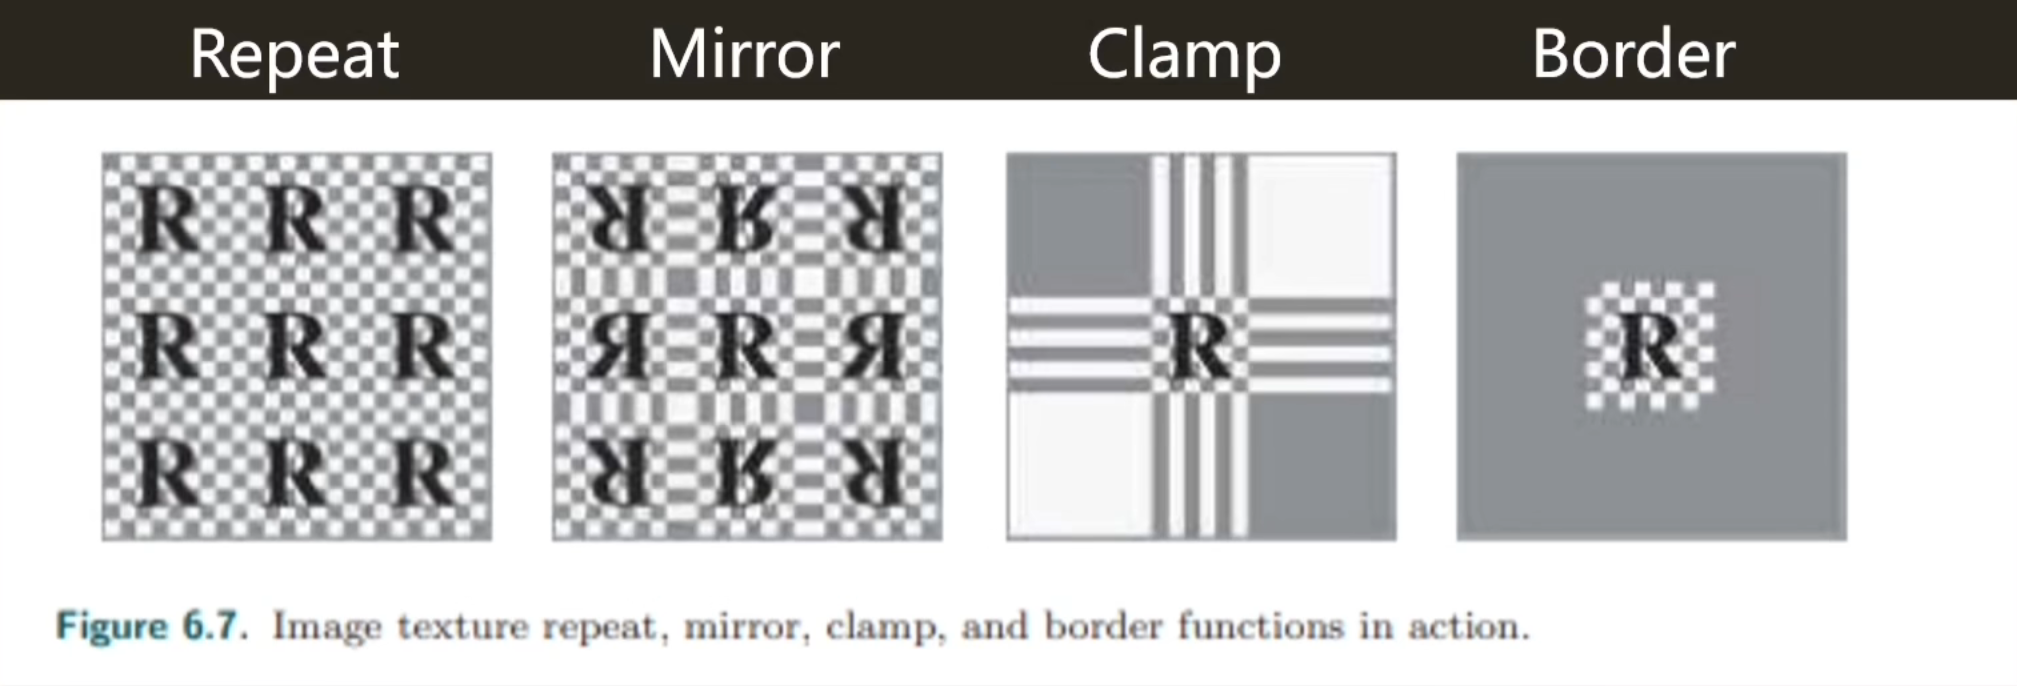 Repeat Mirror Clamp Border
R R R R R R R R R R R
R R R R R R R
R R
Figure 6.7. Image texture repeat, mirror, clamp, and border functions in action.